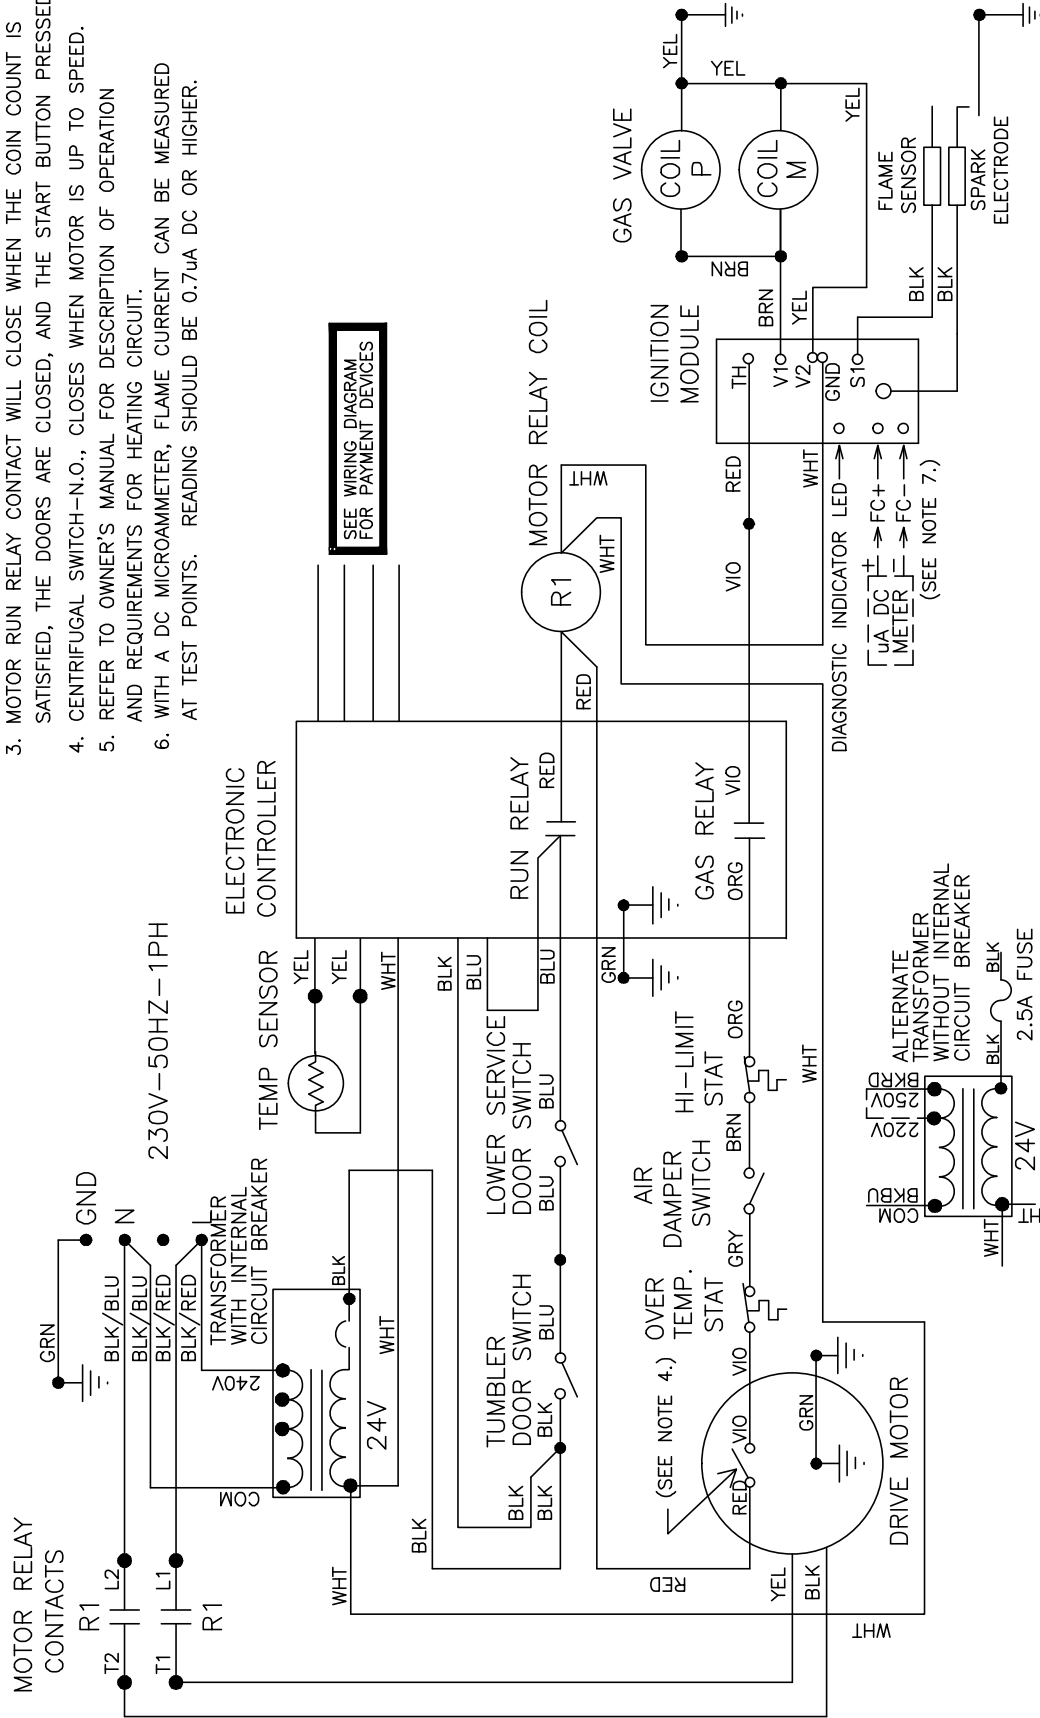 3. MOTOR RUN RELAY CONTACT WILL CLOSE WHEN THE COIN COUNT IS
SATISFIED, THE DOORS ARE CLOSED, AND THE START BUTTON PRESSED
4. CENTRIFUGAL SWITCH-N.O., CLOSES WHEN MOTOR IS UP TO SPEED.
5. REFER TO OWNER'S MANUAL FOR DESCRIPTION OF OPERATION
AND REQUIREMENTS FOR HEATING CIRCUIT.
6. WITH A DC MICROAMMETER, FLAME CURRENT CAN BE MEASURED
AT TEST POINTS. READING SHOULD BE 0.7uA DC OR HIGHER.
MOTOR RELAY
CONTACTS
R1
T2
L2
T1
L1
R1
GRN
GND
N
L
BLK/BLU
BLK/BLU
BLK/RED
BLK/RED
230V-50HZ-1PH
TRANSFORMER
WITH INTERNAL
CIRCUIT BREAKER
240V
COM
24V
BLK
WHT
WHT
BLK
TEMP SENSOR
YEL
YEL
WHT
BLK
BLU
BLU
GRN
ELECTRONIC
CONTROLLER
SEE WIRING DIAGRAM
FOR PAYMENT DEVICES
RUN RELAY
RED
GAS RELAY
ORG
VIO
TUMBLER
DOOR SWITCH
BLK
BLU
BLK
BLK
LOWER SERVICE
DOOR SWITCH
BLU
BLU
MOTOR RELAY COIL
R1
RED
WHT
WHT
(SEE NOTE 4.)
OVER
TEMP.
STAT
VIO
GRY
AIR
DAMPER
SWITCH
BRN
HI-LIMIT
STAT
ORG
WHT
RED
VIO
RED
GRN
DRIVE MOTOR
YEL
BLK
WHT
VIO
RED
WHT
IGNITION
MODULE
TH
V1
V2
GND
S1
DIAGNOSTIC INDICATOR LED
FC+
FC-
uA DC
METER
+
-
(SEE NOTE 7.)
GAS VALVE
COIL
P
COIL
M
YEL
YEL
YEL
BRN
BRN
YEL
FLAME
SENSOR
SPARK
ELECTRODE
BLK
BLK
ALTERNATE
TRANSFORMER
WITHOUT INTERNAL
CIRCUIT BREAKER
COM
BKBU
220V
250V
BKRD
24V
WHT
BLK
BLK
2.5A FUSE